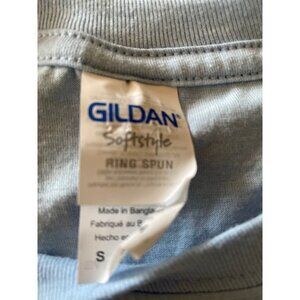 GILDAN®
Softstyle
RING SPUN
Made in Bangla
Fabriqué au B
Hecho e
S